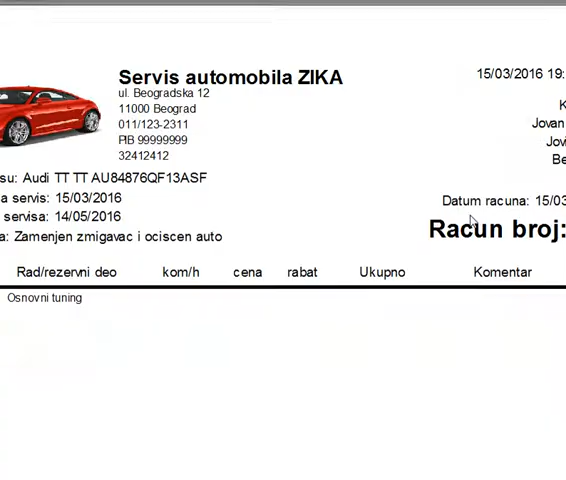 Servis automobila ZIKA
ul. Beogradska 12
11000 Beograd
011/123-2311
PIB 99999999
32412412
15/03/2016 19:
K
Jovan
Jovi
Be
su: Audi TT TT AU84876QF13ASF
a servis: 15/03/2016
servisa: 14/05/2016
a: Zamenjen zmigavac i ociscen auto
Datum racuna: 15/03
Racun broj:
Rad/rezervni deo kom/h cena rabat Ukupno Komentar
Osnovni tuning